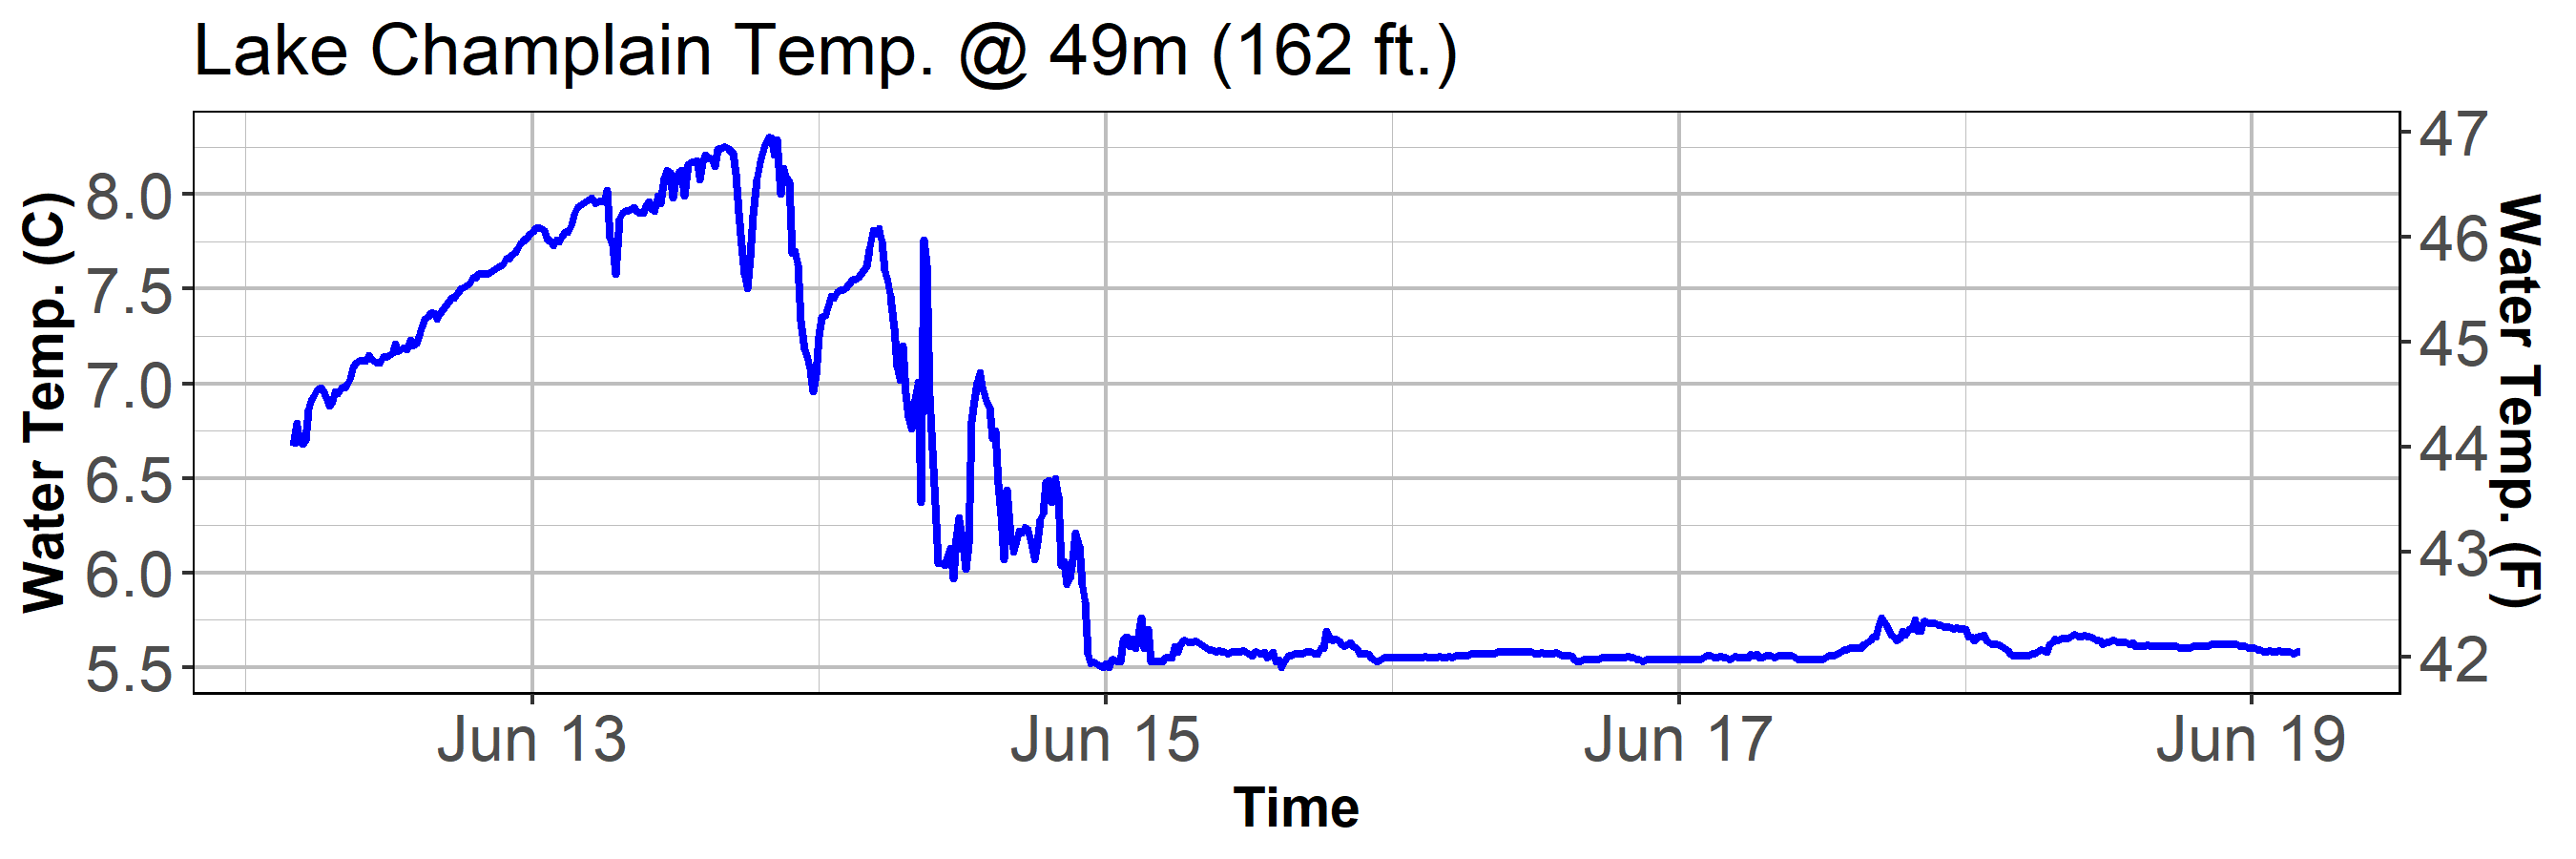 Lake Champlain Temp. @ 49m (162 ft.)
Water Temp. (C)
8.0
7.5
7.0
6.5
6.0
5.5
47
46
45
44
43
42
Water Temp. (F)
Jun 13 Jun 15 Jun 17 Jun 19
Time